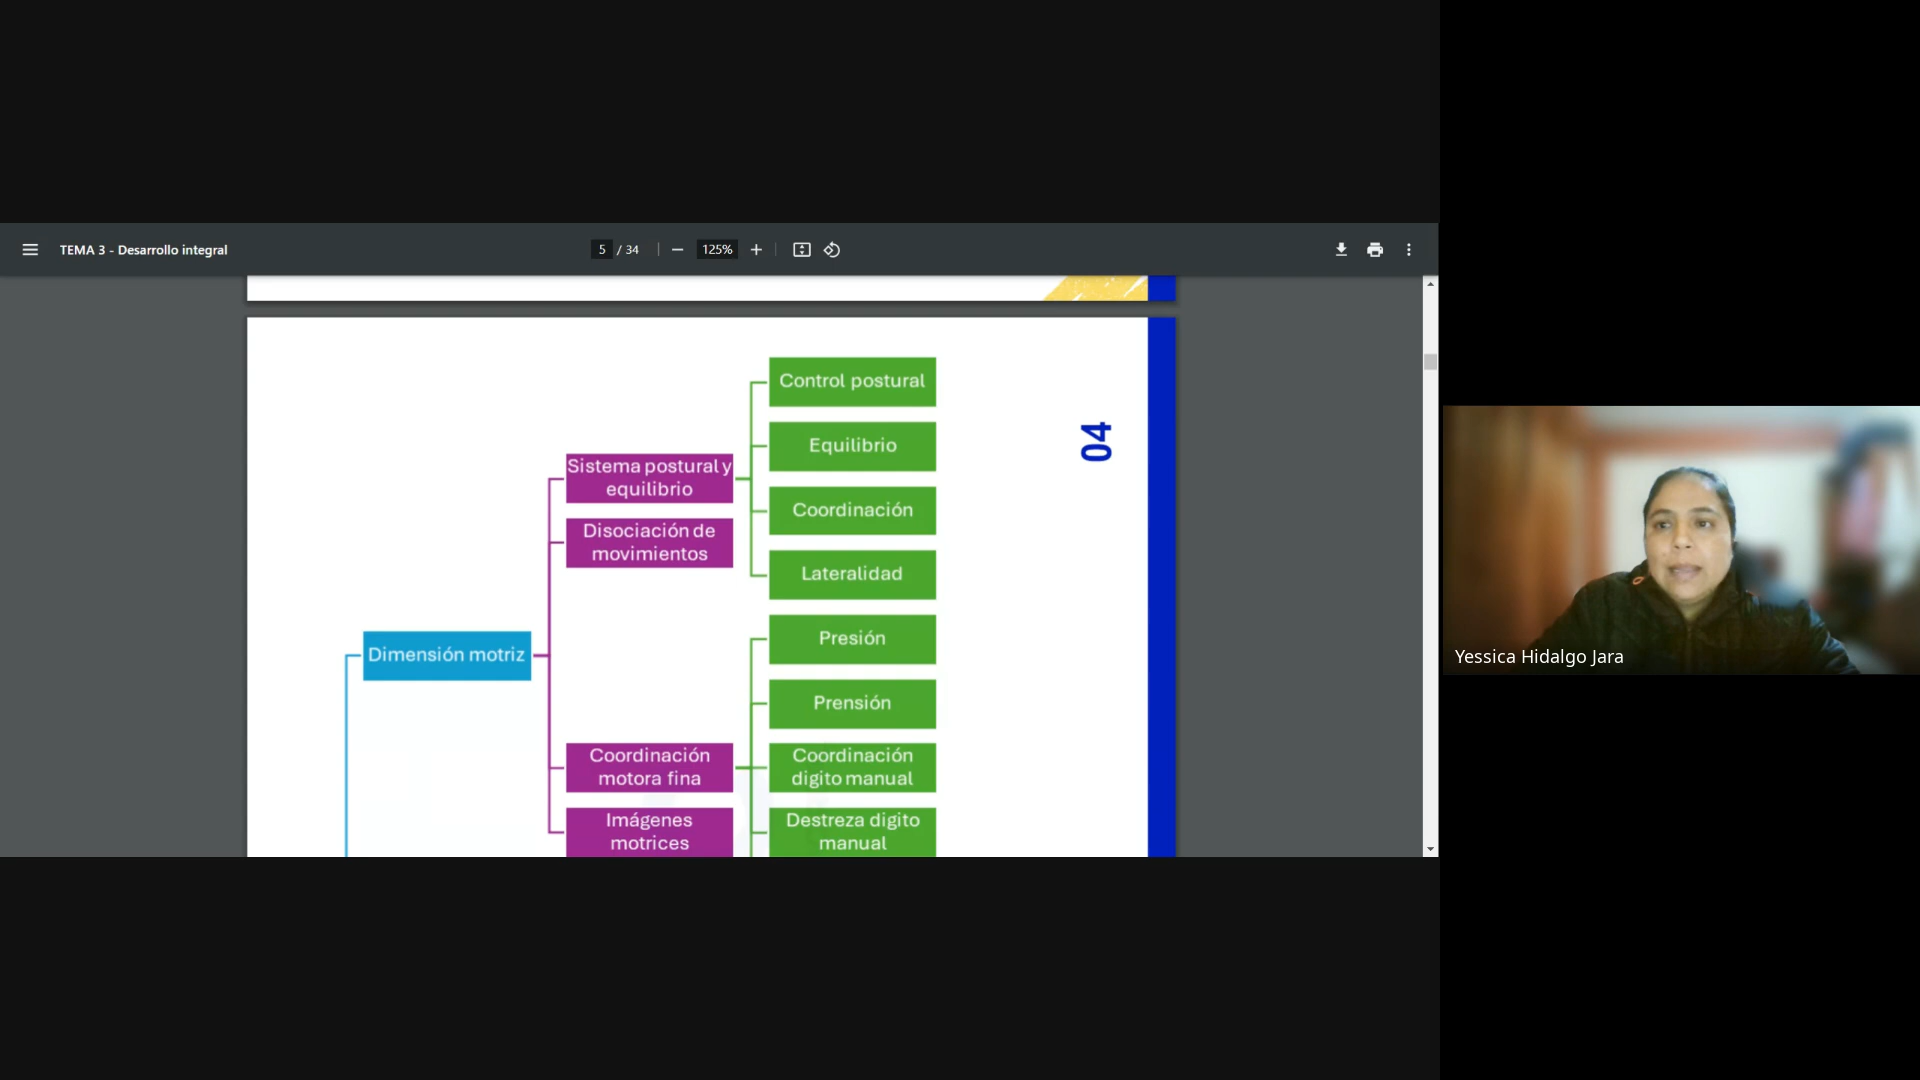 TEMA 3 - Desarrollo integral
5 / 34
125%
04
Control postural
Equilibrio
Sistema postural y
equilibrio
Coordinación
Disociación de
movimientos
Lateralidad
Presión
Dimensión motriz
Prensión
Coordinación
motora fina
Coordinación
digito manual
Imágenes
motrices
Destreza digito
manual
Yessica Hidalgo Jara